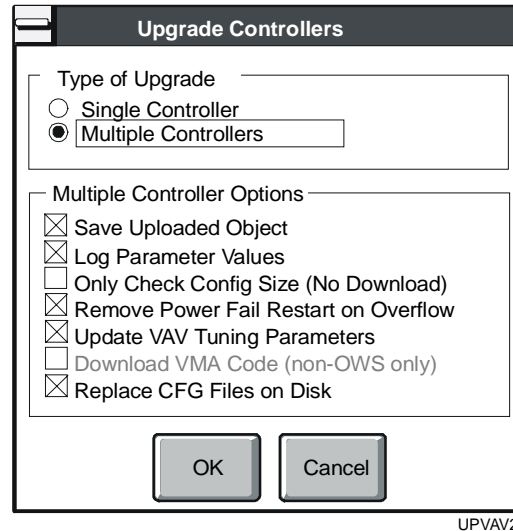 Upgrade Controllers
Type of Upgrade
Single Controller
Multiple Controllers
Multiple Controller Options
Save Uploaded Object
Log Parameter Values
Only Check Config Size (No Download)
Remove Power Fail Restart on Overflow
Update VAV Tuning Parameters
Download VMA Code (non-OWS only)
Replace CFG Files on Disk
OK
Cancel
UPVAV2